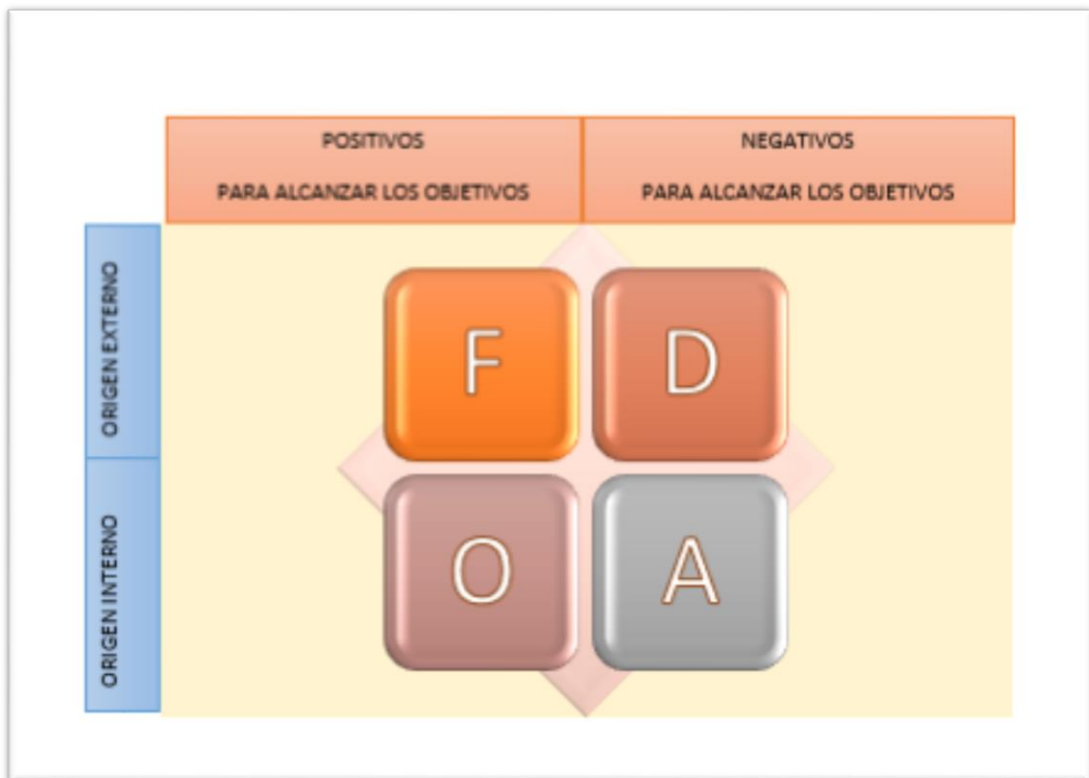 POSITIVOS
PARA ALCANZAR LOS OBJETIVOS
NEGATIVOS
PARA ALCANZAR LOS OBJETIVOS
ORIGEN EXTERNO
F
D
ORIGEN INTERNO
O
A